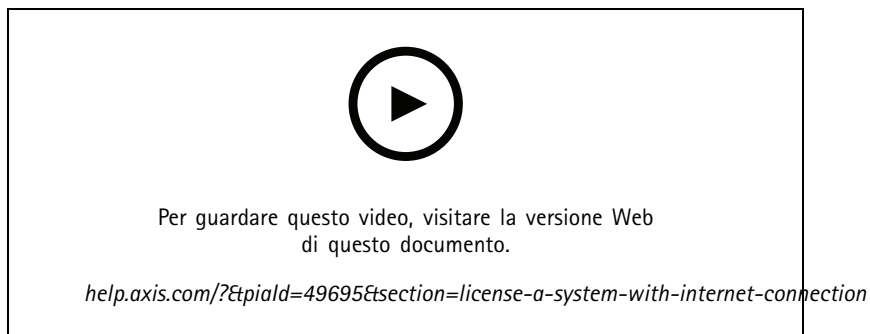 Per guardare questo video, visitare la versione Web
di questo documento.
help.axis.com/?&piaId=49695&section=license-a-system-with-internet-connection